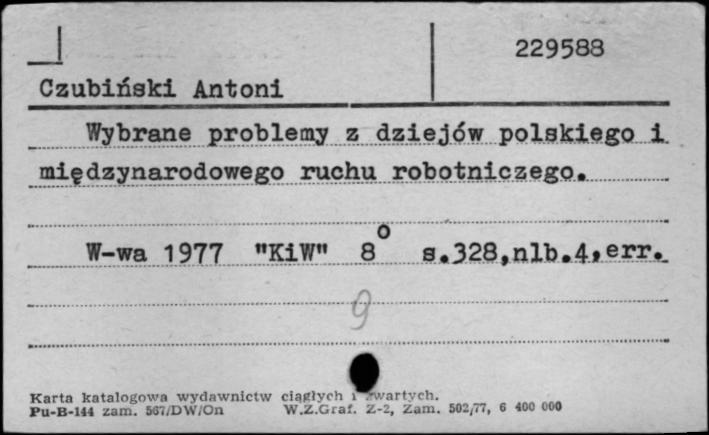 229588
Czubiński Antoni
Wybrane problemy z dziejów polskiego i
międzynarodowego ruchu robotniczego.
W-wa 1977 "KiW" 8° s.328,nlb.4,err.
9
Karta katalogowa wydawnictw ciągłych i zwartych.
Pu-B-144 zam. 567/DW/On W.Z.Graf. Z-2, Zam. 502/77, 6 400 000